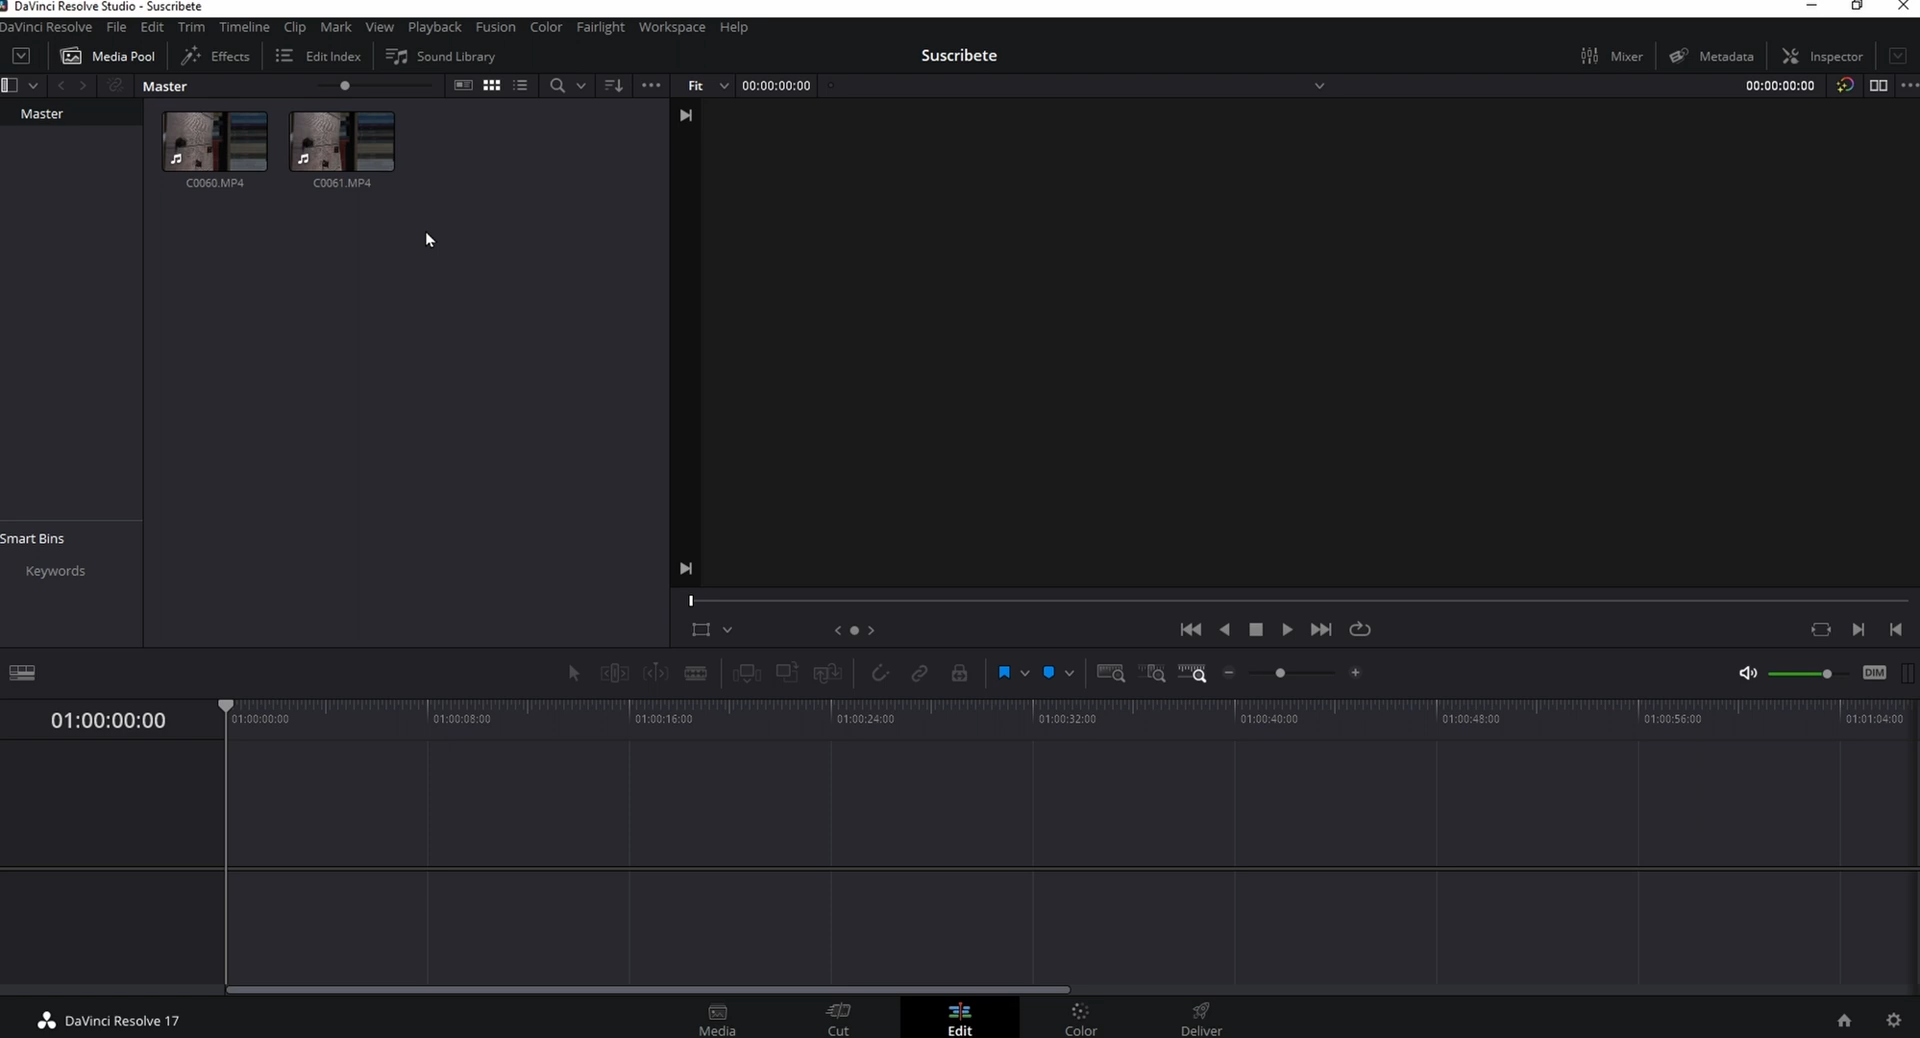 DaVinci Resolve Studio - Suscribete
DaVinci Resolve File Edit Trim Timeline Clip Mark View Playback Fusion Color Fairlight Workspace Help
Media Pool Effects Edit Index Sound Library Suscribete Mixer Metadata Inspector
Master Fit 00:00:00:00 00:00:00:00
Master
C0060.MP4 C0061.MP4
Smart Bins
Keywords
DIM
01:00:00:00 01:00:00:00 01:00:08:00 01:00:16:00 01:00:24:00 01:00:32:00 01:00:40:00 01:00:48:00 01:00:56:00 01:01:04:00
DaVinci Resolve 17 Media Cut Edit Color Deliver